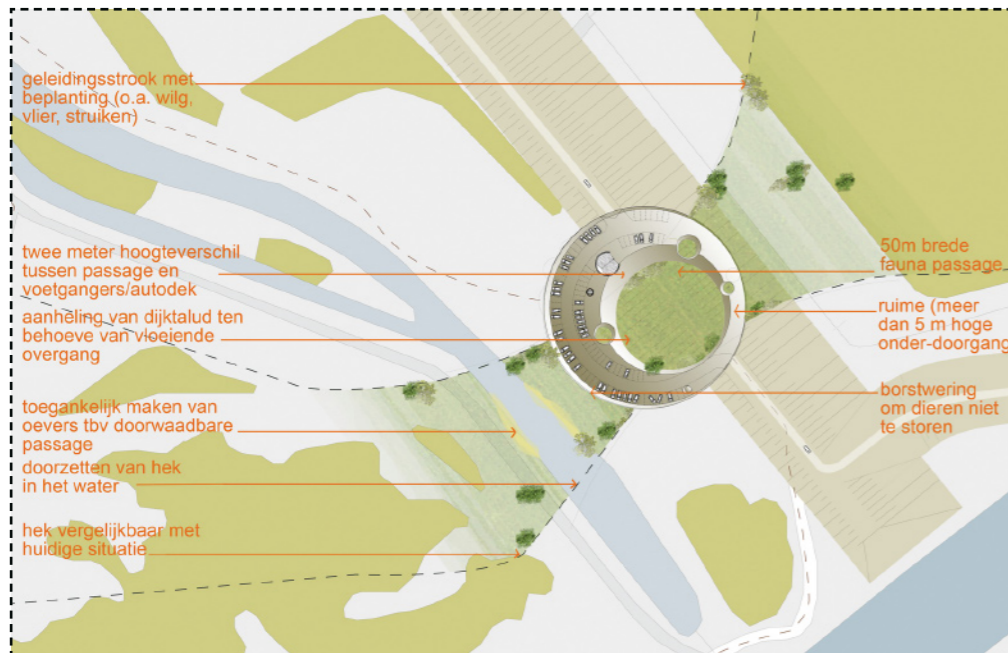 geleidingsstrook met
beplanting (o.a. wilg,
vlier, struiken)
twee meter hoogteverschil
tussen passage en
voetgangers/autodek
aanheling van dijktalud ten
behoeve van vloeiende
overgang
toegankelijk maken van
oevers tbv doorwaadbare
passage
doorzetten van hek
in het water
hek vergelijkbaar met
huidige situatie
50m brede
fauna passage
ruime (meer
dan 5 m hoge
onder-doorgang
borstwering
om dieren niet
te storen